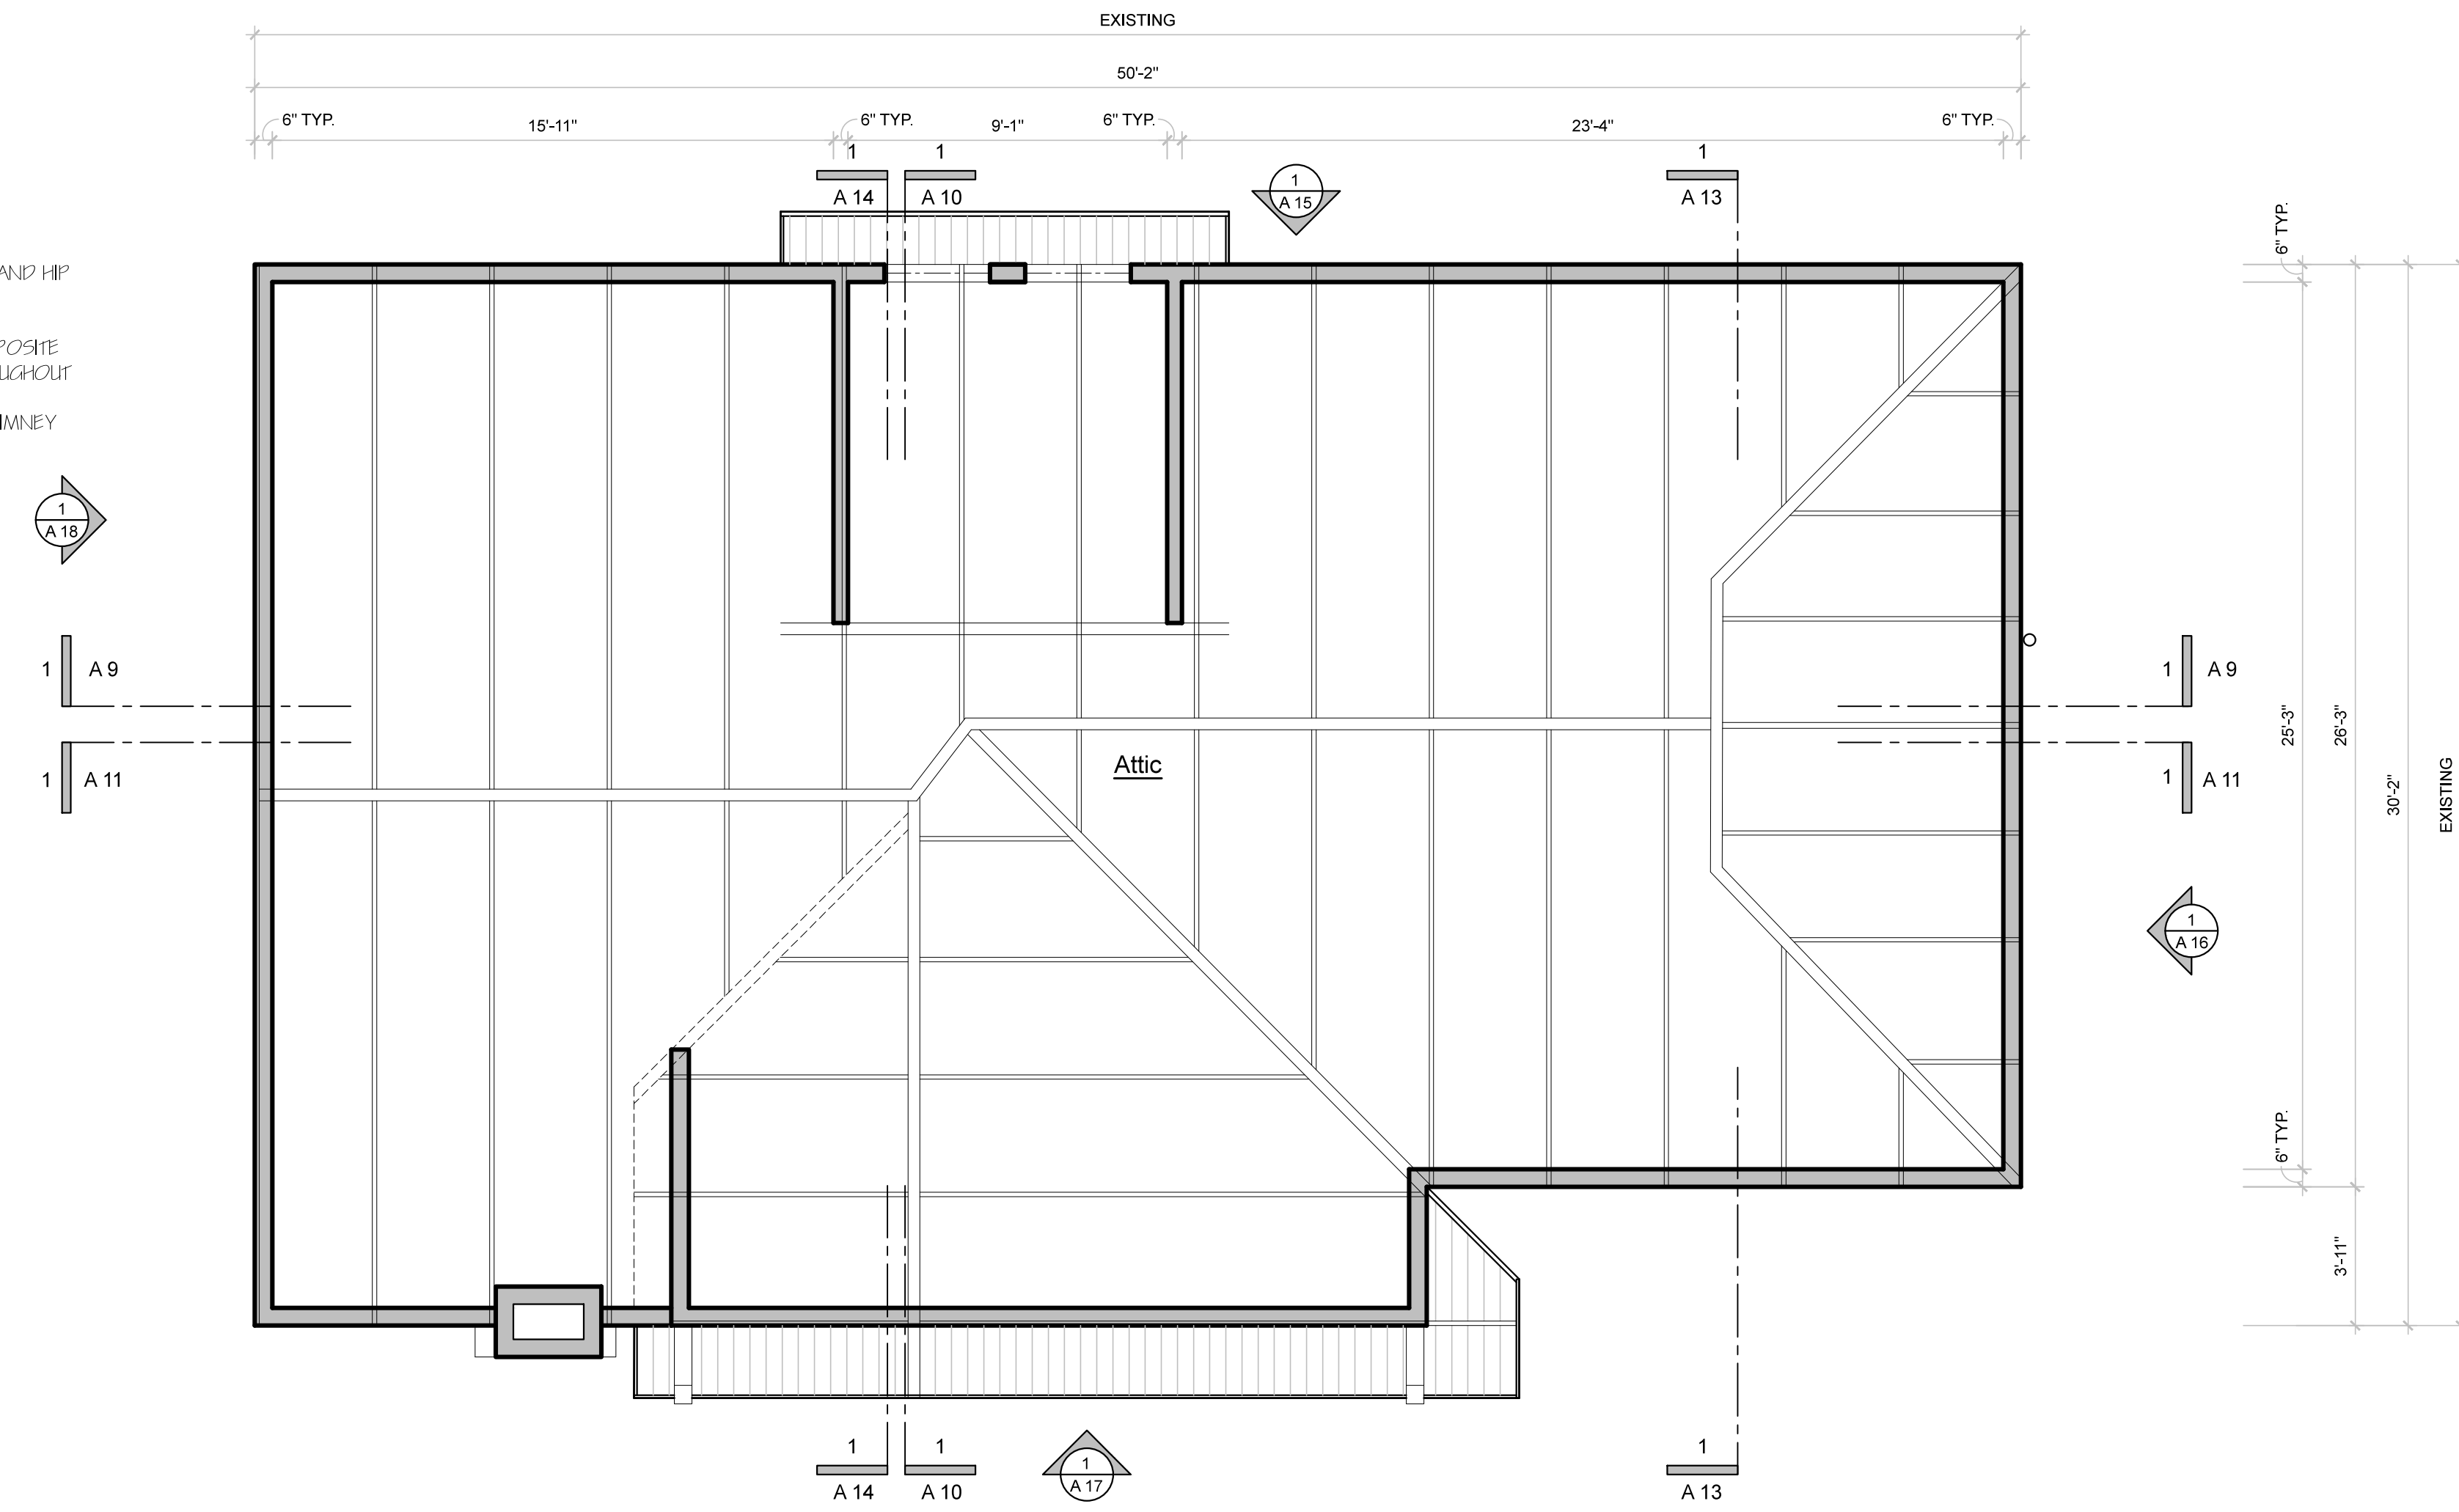 EXISTING
50'-2"
6" TYP.
15'-11"
6" TYP.
9'-1"
6" TYP.
23'-4"
6" TYP.
1
1
1
A 14
A 10
1
A 15
A 13
6" TYP.
AND HIP
POSITE
UGHOUT
IMNEY
1
A 18
1
A 9
1
A 9
25'-3"
26'-3"
30'-2"
EXISTING
Attic
1
A 11
1
A 11
1
A 16
6" TYP.
3'-11"
1
1
1
A 14
A 10
1
A 17
A 13